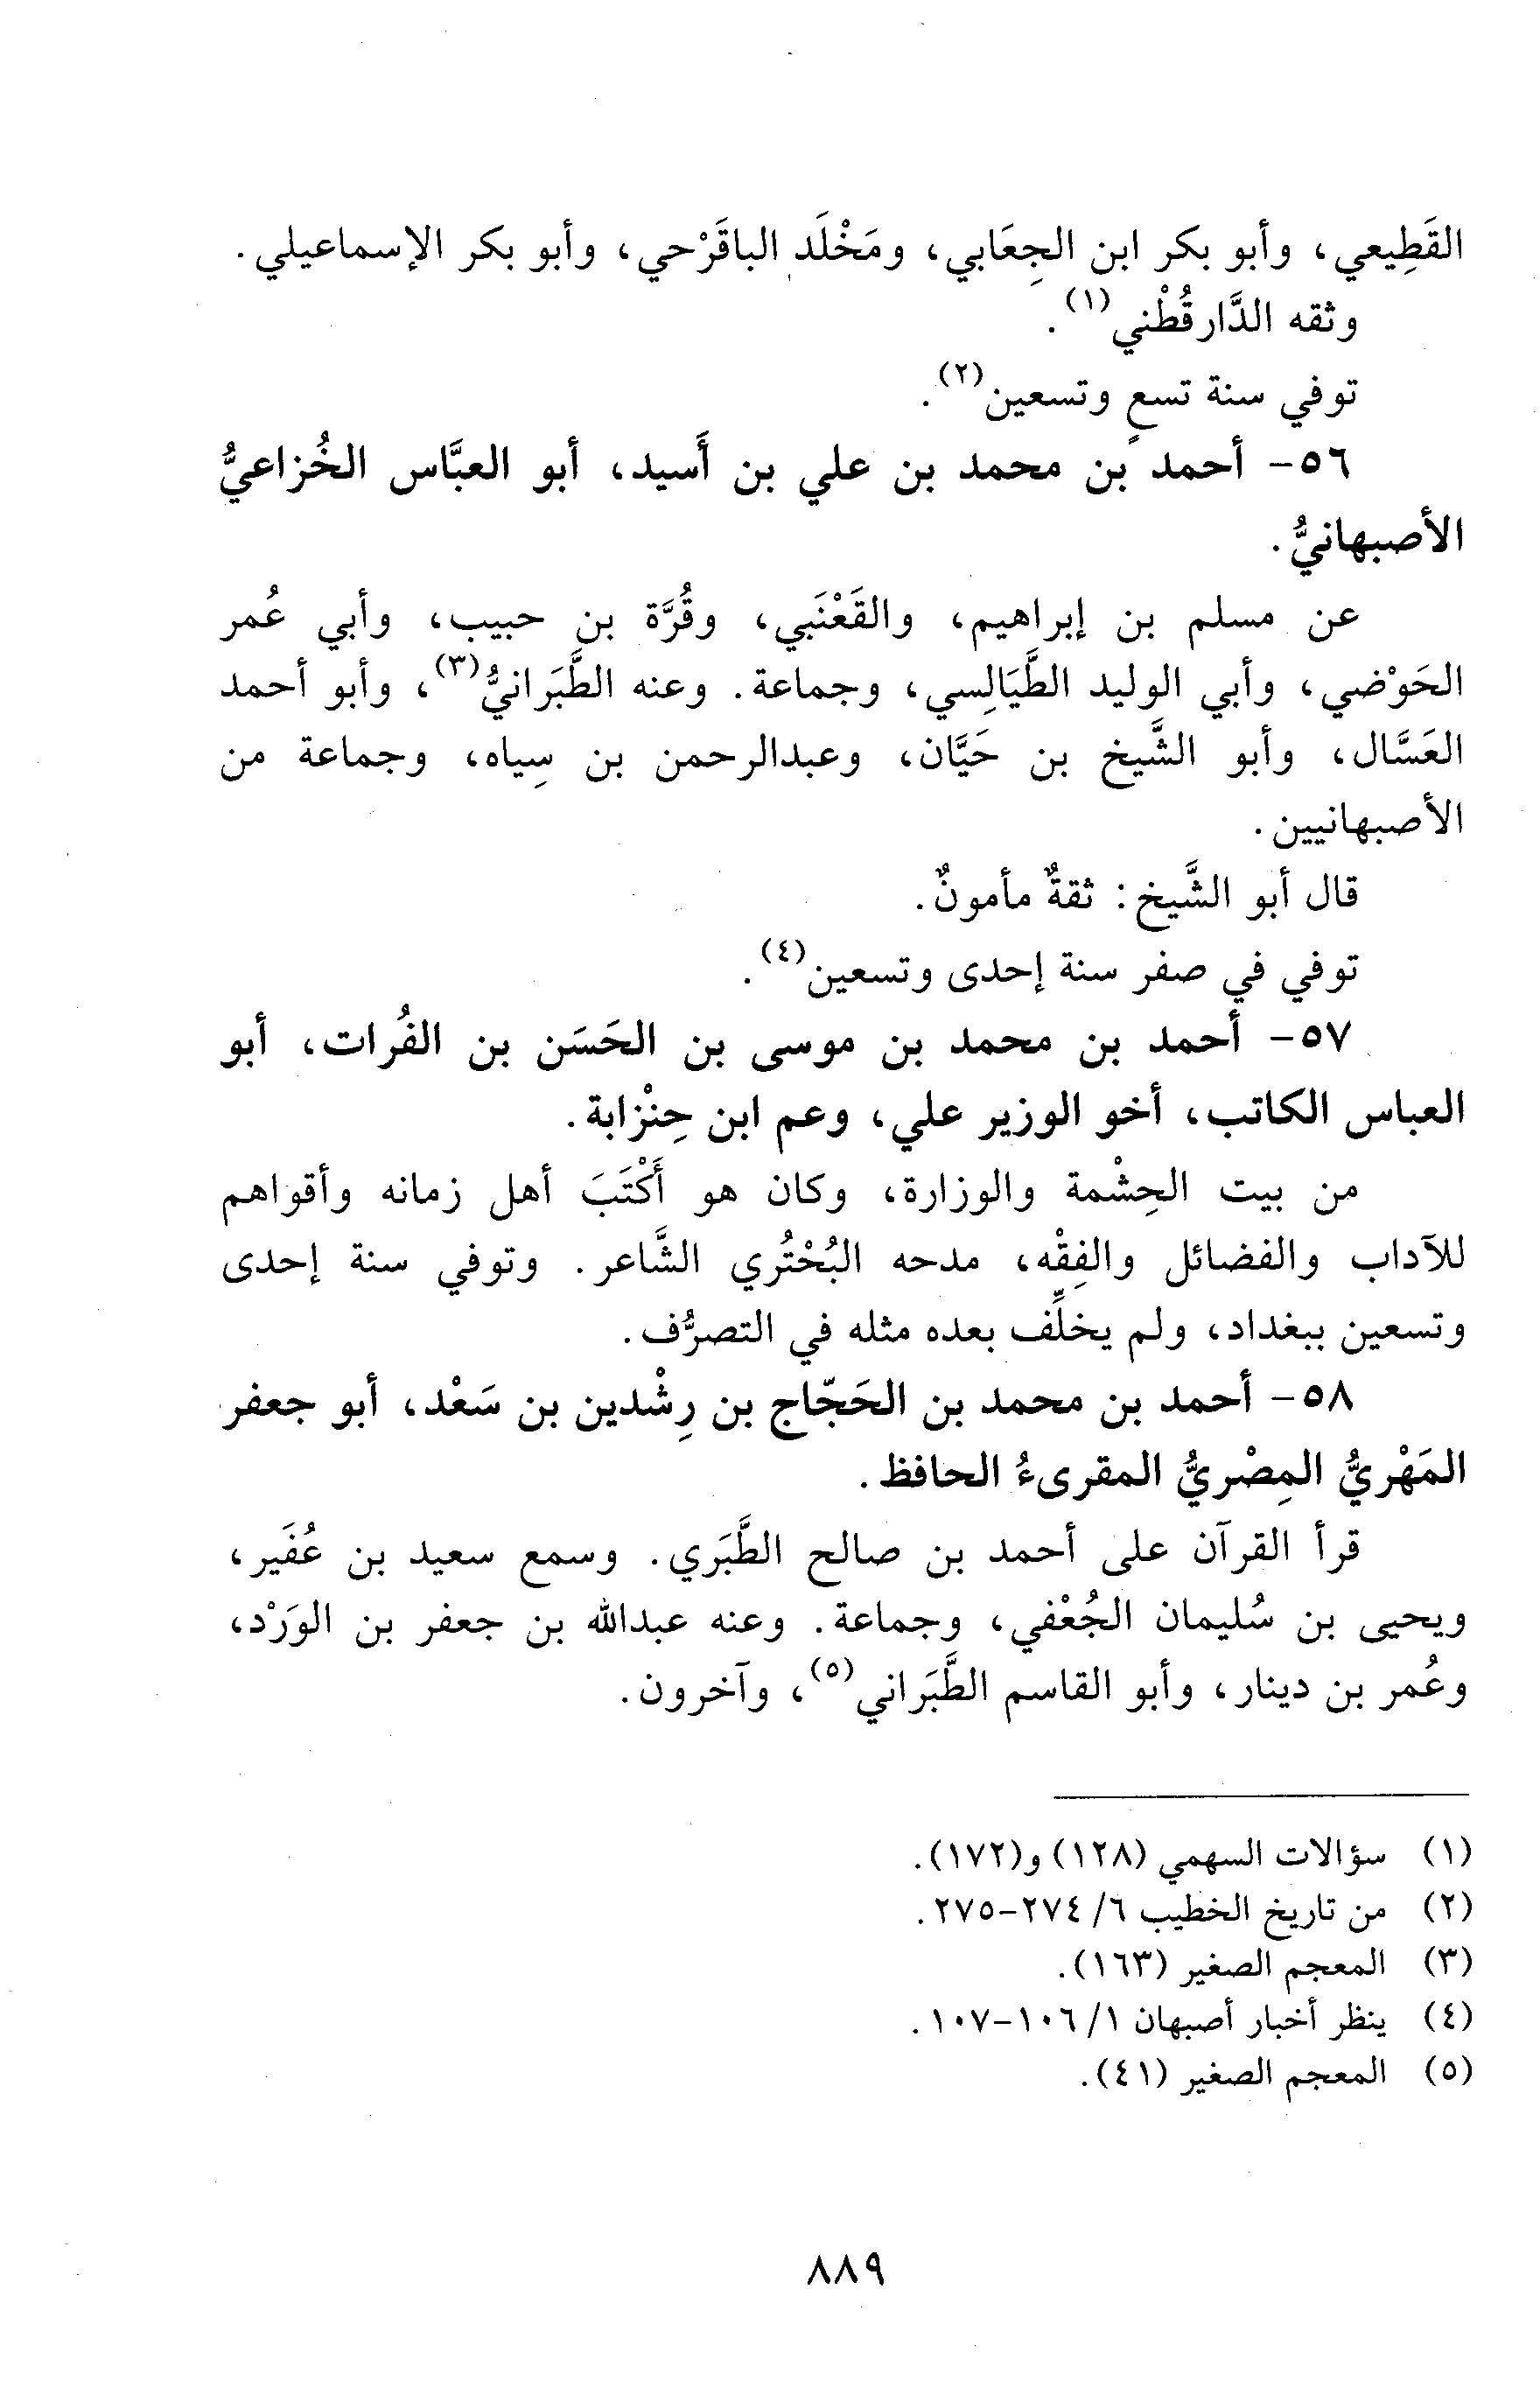 القَطِيعي، وأبو بكر ابن الجِعَابي، ومَخْلَد الباقَرْحي، وأبو بكر الإسماعيلي.
وثقه الدَّارقُطْني(١).
توفي سنة تسعٍ وتسعين(٢).
٥٦- أحمد بن محمد بن علي بن أَسيد، أبو العبَّاس الخُزاعيُّ
الأصبهانيُّ.
عن مسلم بن إبراهيم، والقَعْنَبي، وقُرَّة بن حبيب، وأبي عُمر
الحَوْضي، وأبي الوليد الطَّيَالِسي، وجماعة. وعنه الطَّبَرانيُّ(٣)، وأبو أحمد
العَسَّال، وأبو الشَّيخ بن حَيَّان، وعبدالرحمن بن سِياه، وجماعة من
الأصبهانيين.
قال أبو الشَّيخ: ثقةٌ مأمونٌ.
توفي في صفر سنة إحدى وتسعين(٤).
٥٧- أحمد بن محمد بن موسى بن الحَسَن بن الفُرات، أبو
العباس الكاتب، أخو الوزير علي، وعم ابن حِنْزابة.
من بيت الحِشْمة والوزارة، وكان هو أَكْتَبَ أهل زمانه وأقواهم
للآداب والفضائل والفِقْه، مدحه البُحْتُري الشَّاعر. وتوفي سنة إحدى
وتسعين ببغداد، ولم يخلِّف بعده مثله في التصرُّف.
٥٨- أحمد بن محمد بن الحَجّاج بن رِشْدين بن سَعْد، أبو جعفر
المَهْريُّ المِصْريُّ المقرىءُ الحافظ.
قرأ القرآن على أحمد بن صالح الطَّبَري. وسمع سعيد بن عُفَير،
ويحيى بن سُليمان الجُعْفي، وجماعة. وعنه عبدالله بن جعفر بن الوَرْد،
وعُمر بن دينار، وأبو القاسم الطَّبَراني(٥)، وآخرون.
(١) سؤالات السهمي (١٢٨) و(١٧٢).
(٢) من تاريخ الخطيب ٦/ ٢٧٤-٢٧٥.
(٣) المعجم الصغير (١٦٣).
(٤) ينظر أخبار أصبهان ١/ ١٠٦-١٠٧.
(٥) المعجم الصغير (٤١).
٨٨٩